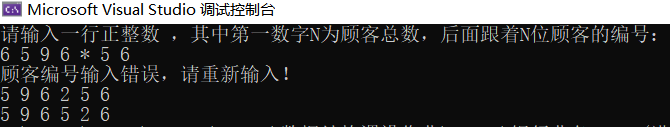 Microsoft Visual Studio 调试控制台
请输入一行正整数 ，其中第一数字N为顾客总数，后面跟着N位顾客的编号：
6 5 9 6 * 5 6
顾客编号输入错误，请重新输入！
5 9 6 2 5 6
5 9 6 5 2 6